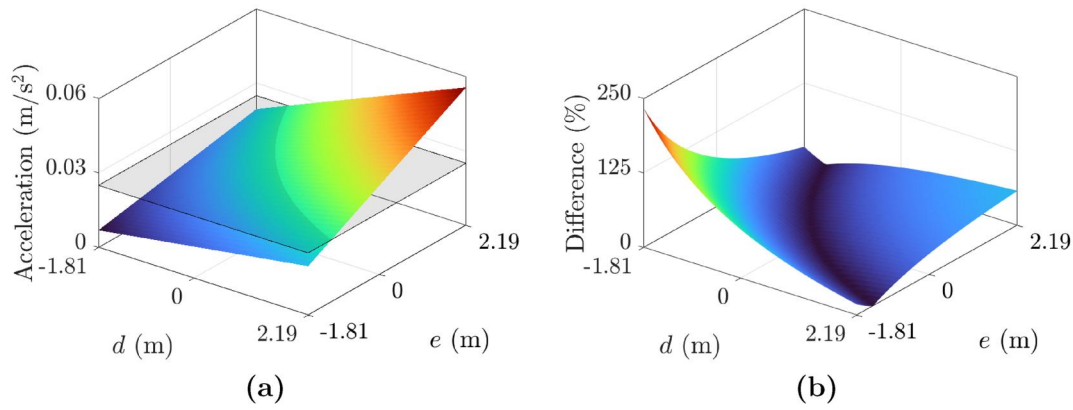 Acceleration (m/s²)
0.06
0.03
0
-1.81
0
2.19
d (m)
-1.81
0
2.19
e (m)
(a)
Difference (%)
250
125
0
-1.81
0
2.19
d (m)
-1.81
0
2.19
e (m)
(b)